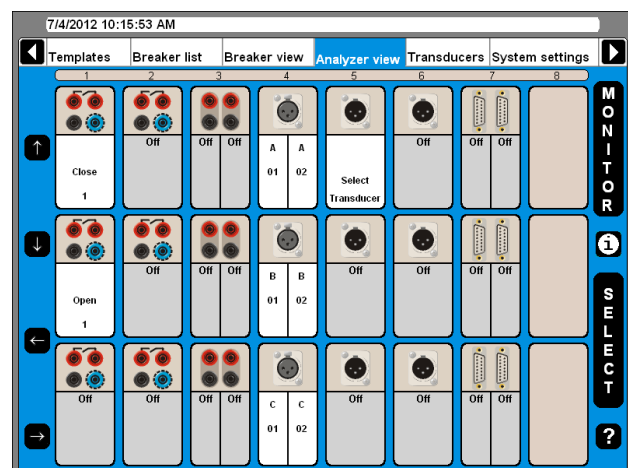 7/4/2012 10:15:53 AM
Templates Breaker list Breaker view Analyzer view Transducers System settings
1 2 3 4 5 6 7 8
Off Off Off A A Off Off Off
Close 01 02 Select
1 Transducer
Off Off Off B B Off Off Off Off
Open 01 02
1
Off Off Off Off C C Off Off Off Off
01 02
MONITOR
i
SELECT
?